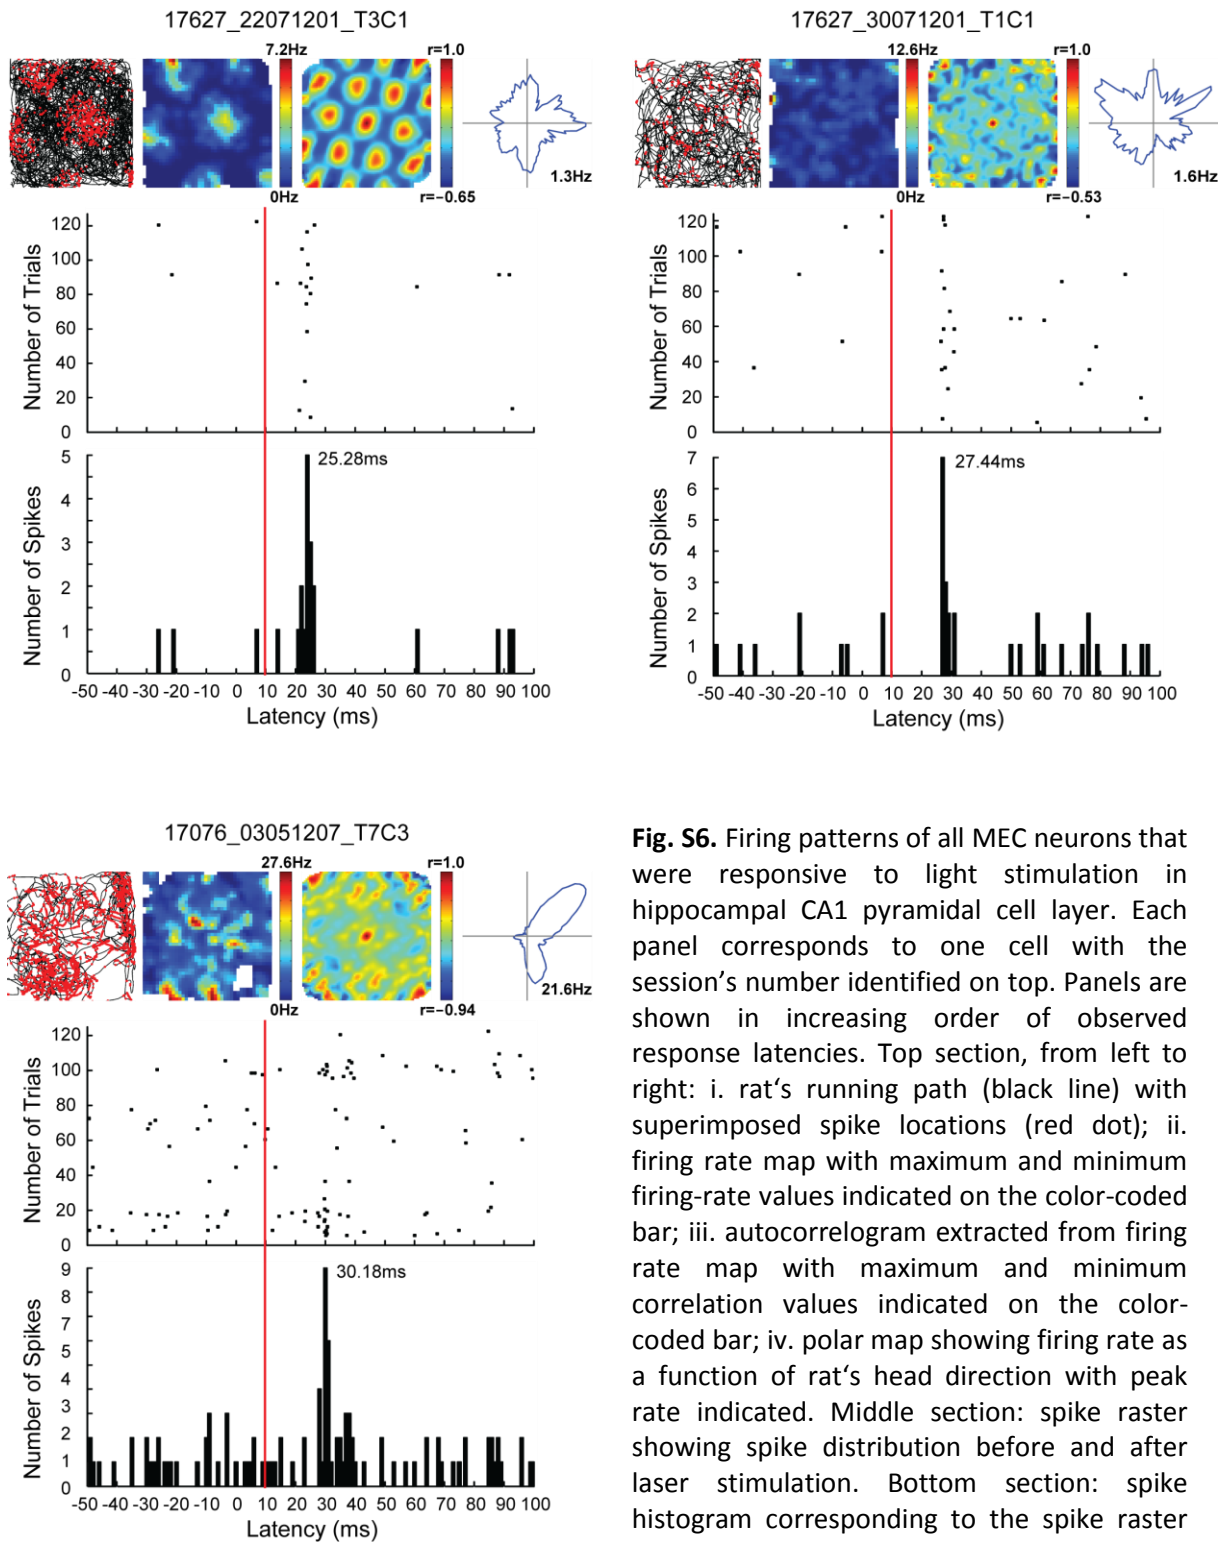 17627_22071201_T3C1
7.2Hz
r=1.0
0Hz
r=−0.65
1.3Hz
120
100
80
60
40
20
0
Number of Trials
5
4
3
2
1
0
Number of Spikes
25.28ms
-50 -40 -30 -20 -10 0 10 20 30 40 50 60 70 80 90 100
Latency (ms)
17627_30071201_T1C1
12.6Hz
r=1.0
0Hz
r=−0.53
1.6Hz
120
100
80
60
40
20
0
Number of Trials
7
6
5
4
3
2
1
0
Number of Spikes
27.44ms
-50 -40 -30 -20 -10 0 10 20 30 40 50 60 70 80 90 100
Latency (ms)
17076_03051207_T7C3
27.6Hz
r=1.0
0Hz
r=−0.94
21.6Hz
120
100
80
60
40
20
0
Number of Trials
9
8
7
6
5
4
3
2
1
0
Number of Spikes
30.18ms
-50 -40 -30 -20 -10 0 10 20 30 40 50 60 70 80 90 100
Latency (ms)
Fig. S6. Firing patterns of all MEC neurons that
were responsive to light stimulation in
hippocampal CA1 pyramidal cell layer. Each
panel corresponds to one cell with the
session‘s number identified on top. Panels are
shown in increasing order of observed
response latencies. Top section, from left to
right: i. rat‘s running path (black line) with
superimposed spike locations (red dot); ii.
firing rate map with maximum and minimum
firing-rate values indicated on the color-coded
bar; iii. autocorrelogram extracted from firing
rate map with maximum and minimum
correlation values indicated on the color-
coded bar; iv. polar map showing firing rate as
a function of rat‘s head direction with peak
rate indicated. Middle section: spike raster
showing spike distribution before and after
laser stimulation. Bottom section: spike
histogram corresponding to the spike raster